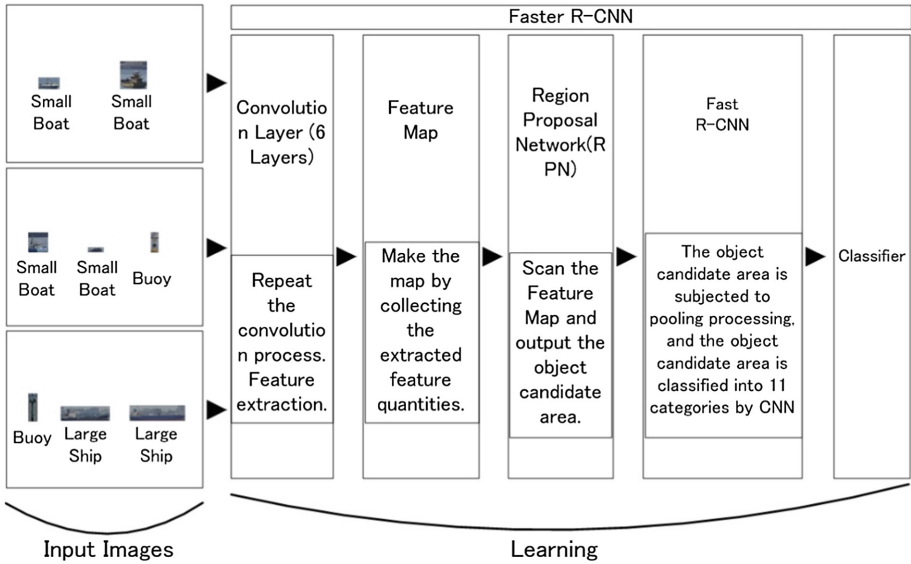 Faster R-CNN
Small
Boat
Small
Boat
Small
Boat
Small
Boat
Buoy
Buoy
Large
Ship
Large
Ship
Input Images
Convolutio
n Layer (6
Layers)
Repeat
the
convolutio
n process.
Feature
extraction.
Feature
Map
Make the
map by
collecting
the
extracted
feature
quantities.
Region
Proposal
Network(R
PN)
Scan the
Feature
Map and
output the
object
candidate
area.
Fast
R-CNN
The object
candidate area is
subjected to
pooling processing,
and the object
candidate area is
classified into 11
categories by CNN
Classifier
Learning